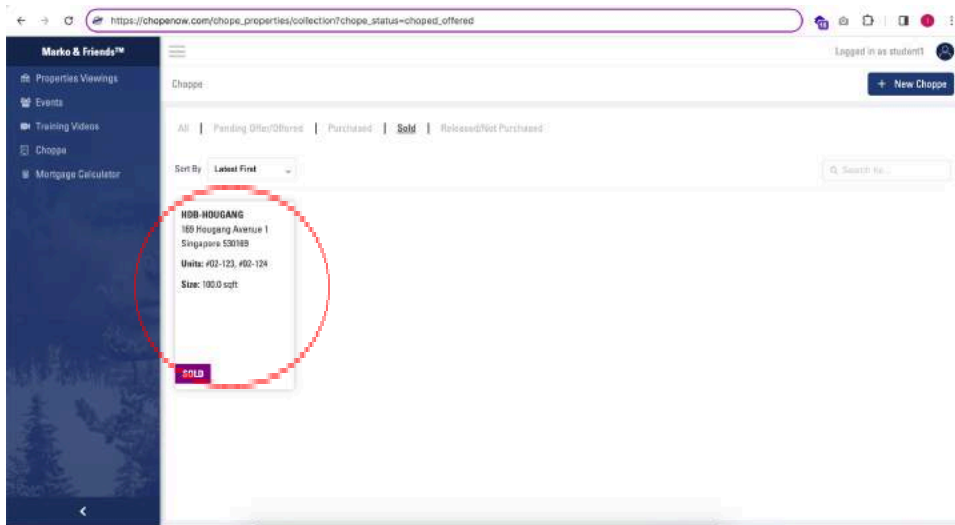 https://chopenow.com/chope_properties/collection?chope_status=choped_offered
Marko & Friends™
Logged in as student1
Properties Viewings
Events
Training Videos
Choppe
Mortgage Calculator
Choppe
+ New Choppe
All | Pending Offer/Offered | Purchased | Sold | Released/Not Purchased
Sort By Latest First
Search for...
HDB-HOUGANG
169 Hougang Avenue 1
Singapore 530169
Units: #02-123, #02-124
Size: 100.0 sqft
SOLD